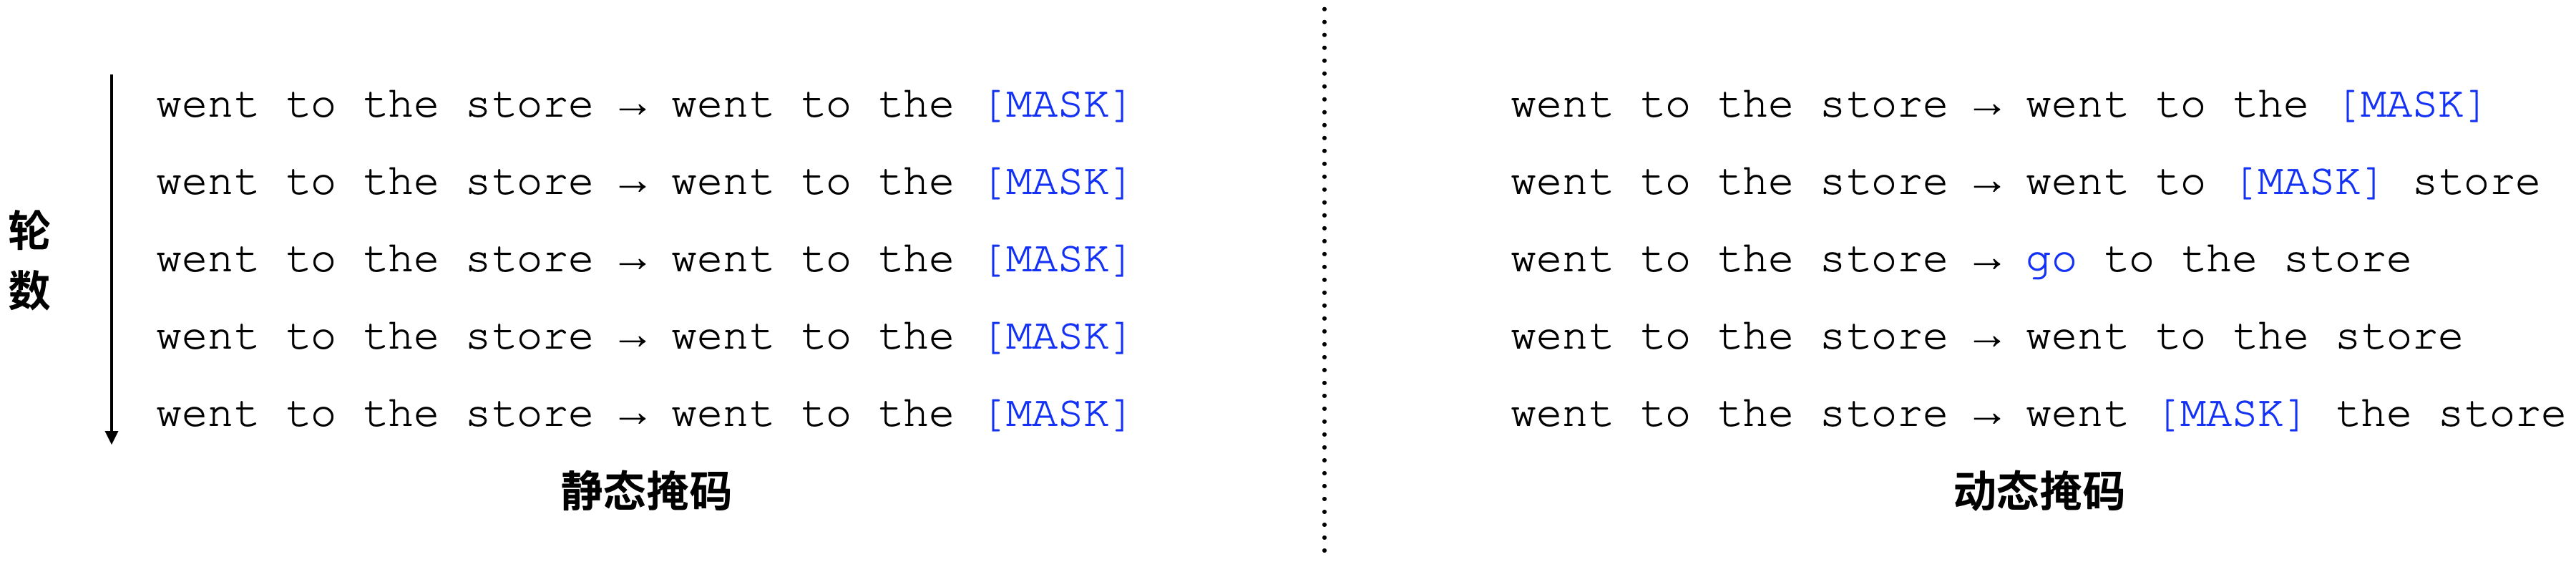 轮数
went to the store → went to the [MASK]
went to the store → went to the [MASK]
went to the store → went to the [MASK]
went to the store → went to the [MASK]
went to the store → went to the [MASK]
静态掩码
went to the store → went to the [MASK]
went to the store → went to [MASK] store
went to the store → go to the store
went to the store → went to the store
went to the store → went [MASK] the store
动态掩码